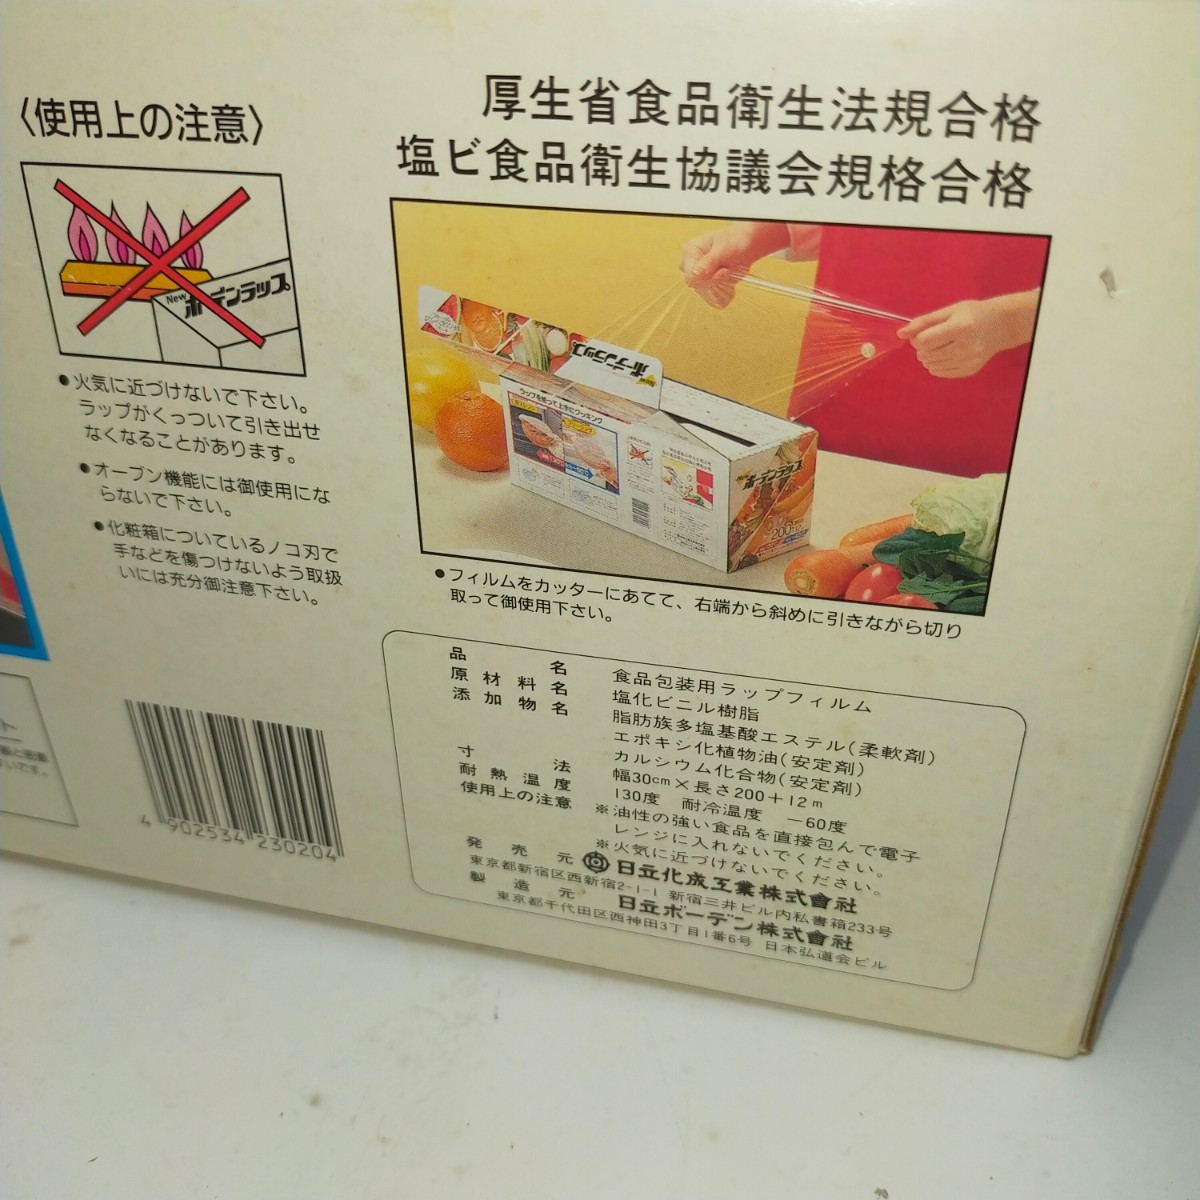 〈使用上の注意〉
New ボーデンラップ
●火気に近づけないで下さい。
ラップがくっついて引き出せ
なくなることがあります。
●オーブン機能には御使用にな
らないで下さい。
●化粧箱についているノコ刃で
手などを傷つけないよう取扱
いには充分御注意下さい。
厚生省食品衛生法規合格
塩ビ食品衛生協議会規格合格
ボーデンラップ
ラップを使って上手にクッキング
ボーデンラップ
200
●フィルムをカッターにあてて、右端から斜めに引きながら切り
取って御使用下さい。
品名 食品包装用ラップフィルム
原材料名 塩化ビニル樹脂
添加物名 脂肪族多塩基酸エステル(柔軟剤)
エポキシ化植物油(安定剤)
カルシウム化合物(安定剤)
寸法 幅30cm×長さ200+12m
耐熱温度 130度 耐冷温度 −60度
使用上の注意 ※油性の強い食品を直接包んで電子
レンジに入れないでください。
※火気に近づけないでください。
発売元 日立化成工業株式會社
東京都新宿区西新宿2-1-1 新宿三井ビル内私書箱233号
製造元 日立ボーデン株式會社
東京都千代田区西神田3丁目1番6号 日本弘道会ビル
4 902534 230204
ト
いです。